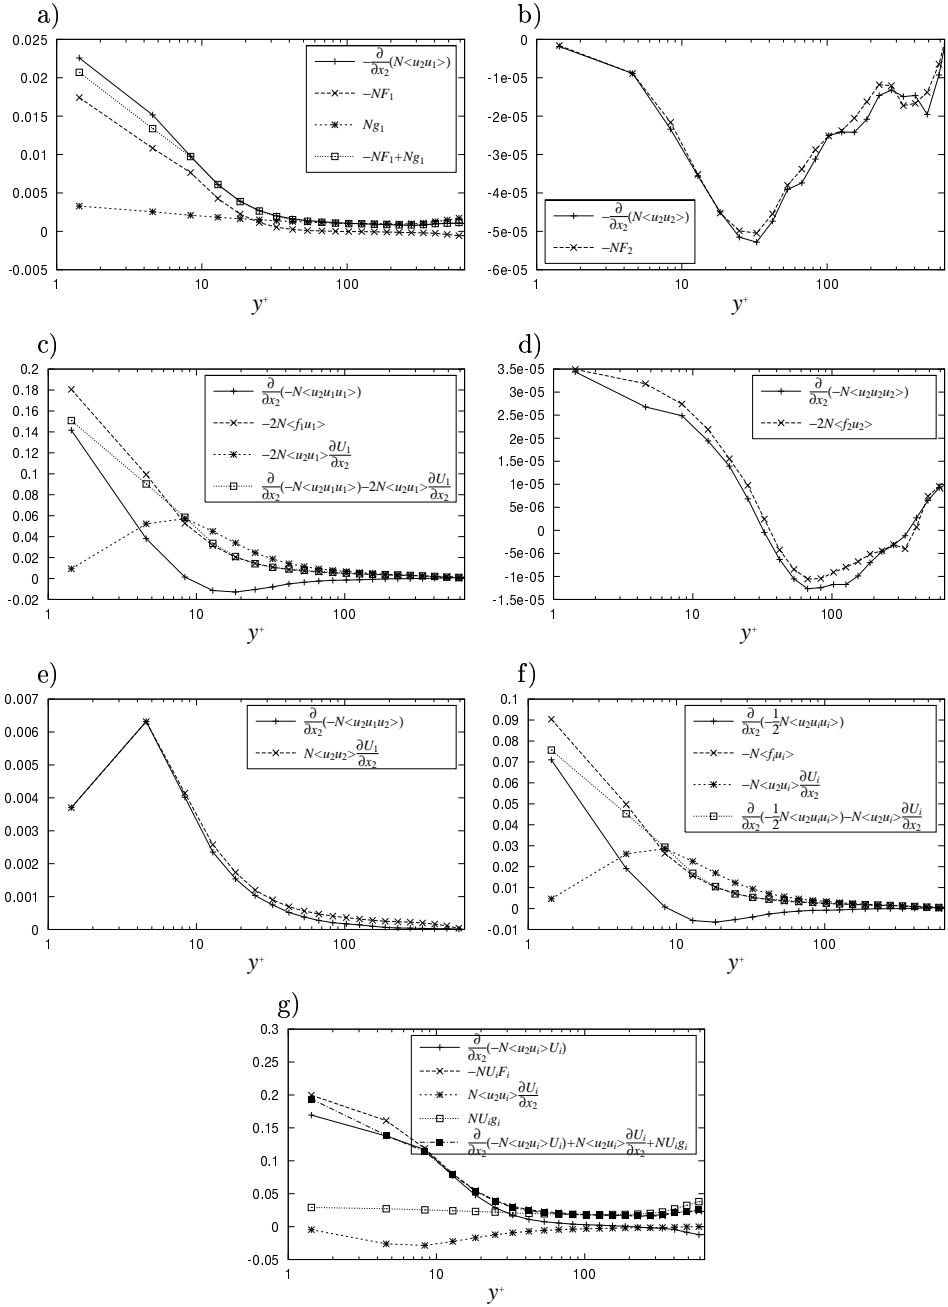 a)
0.025
0.02
0.015
0.01
0.005
0
-0.005
1 10 100
y⁺
−∂/∂x₂(N<u₂u₁>)
−NF₁
Ng₁
−NF₁+Ng₁
b)
0
-1e-05
-2e-05
-3e-05
-4e-05
-5e-05
-6e-05
1 10 100
y⁺
−∂/∂x₂(N<u₂u₂>)
−NF₂
c)
0.2
0.18
0.16
0.14
0.12
0.1
0.08
0.06
0.04
0.02
0
-0.02
1 10 100
y⁺
∂/∂x₂(−N<u₂u₁u₁>)
−2N<f₁u₁>
−2N<u₂u₁>∂U₁/∂x₂
∂/∂x₂(−N<u₂u₁u₁>)−2N<u₂u₁>∂U₁/∂x₂
d)
3.5e-05
3e-05
2.5e-05
2e-05
1.5e-05
1e-05
5e-06
0
-5e-06
-1e-05
-1.5e-05
1 10 100
y⁺
∂/∂x₂(−N<u₂u₂u₂>)
−2N<f₂u₂>
e)
0.007
0.006
0.005
0.004
0.003
0.002
0.001
0
1 10 100
y⁺
∂/∂x₂(−N<u₂u₁u₂>)
N<u₂u₂>∂U₁/∂x₂
f)
0.1
0.09
0.08
0.07
0.06
0.05
0.04
0.03
0.02
0.01
0
-0.01
1 10 100
y⁺
∂/∂x₂(−1/2N<u₂uᵢuᵢ>)
−N<fᵢuᵢ>
−N<u₂uᵢ>∂Uᵢ/∂x₂
∂/∂x₂(−1/2N<u₂uᵢuᵢ>)−N<u₂uᵢ>∂Uᵢ/∂x₂
g)
0.3
0.25
0.2
0.15
0.1
0.05
0
-0.05
1 10 100
y⁺
∂/∂x₂(−N<u₂uᵢ>Uᵢ)
−NUᵢFᵢ
N<u₂uᵢ>∂Uᵢ/∂x₂
NUᵢgᵢ
∂/∂x₂(−N<u₂uᵢ>Uᵢ)+N<u₂uᵢ>∂Uᵢ/∂x₂+NUᵢgᵢ